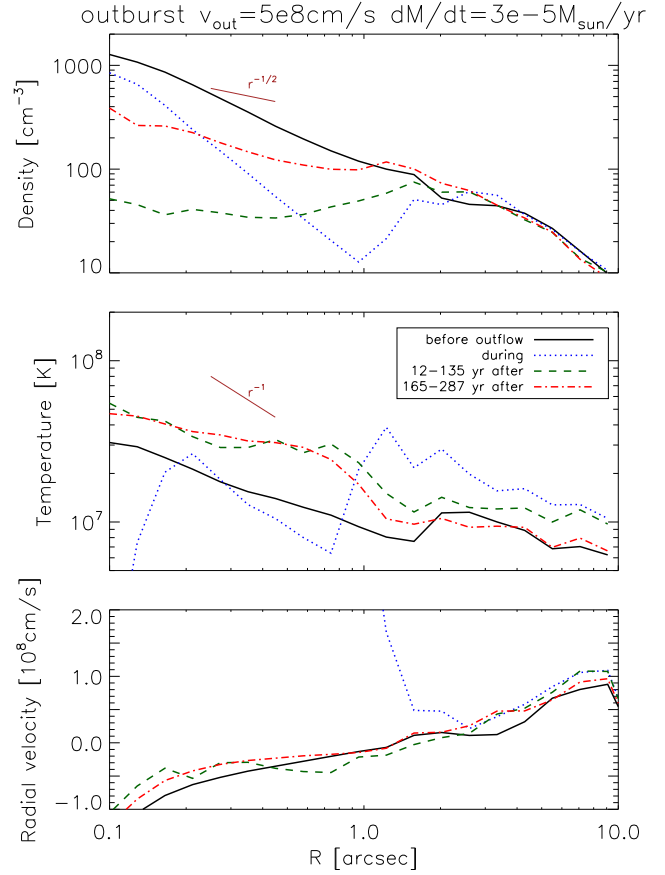 outburst v_out=5e8cm/s dM/dt=3e−5M_sun/yr
Density [cm^−3]
1000
100
10
r^−1/2
Temperature [K]
10^8
10^7
r^−1
before outflow
during
12−135 yr after
165−287 yr after
Radial velocity [10^8cm/s]
2.0
1.0
0.0
−1.0
0.1
1.0
10.0
R [arcsec]